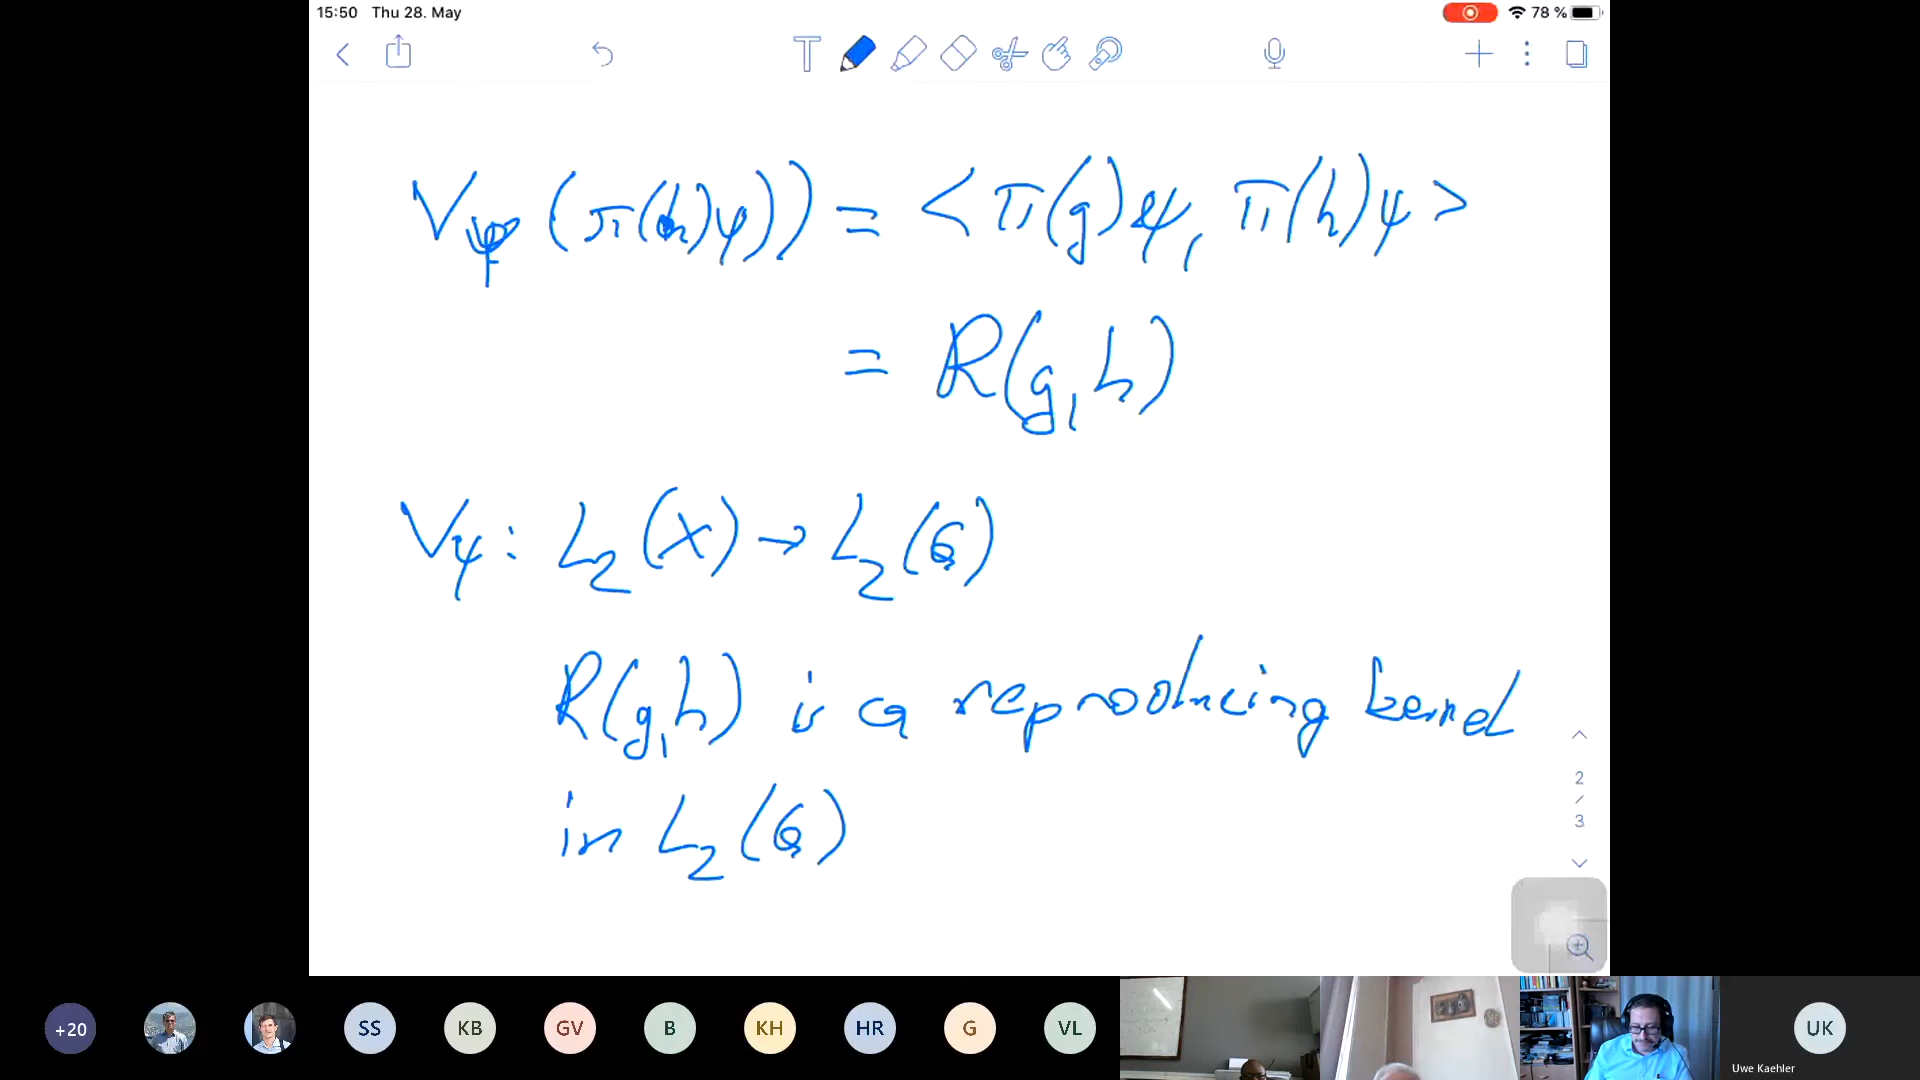 15:50 Thu 28. May 78 %
T
V_ψ (π(h)ψ)) = <π(g)ψ, π(h)ψ>
= R(g,h)
V_ψ : L_2(X) → L_2(G)
R(g,h) is a reproducing kernel
in L_2(G)
2
/
3
+20 SS KB GV B KH HR G VL UK
Uwe Kaehler